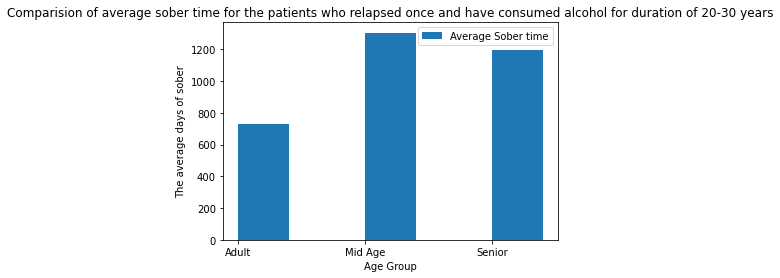 Comparision of average sober time for the patients who relapsed once and have consumed alcohol for duration of 20-30 years
Average Sober time
The average days of sober
1200
1000
800
600
400
200
0
Adult
Mid Age
Senior
Age Group